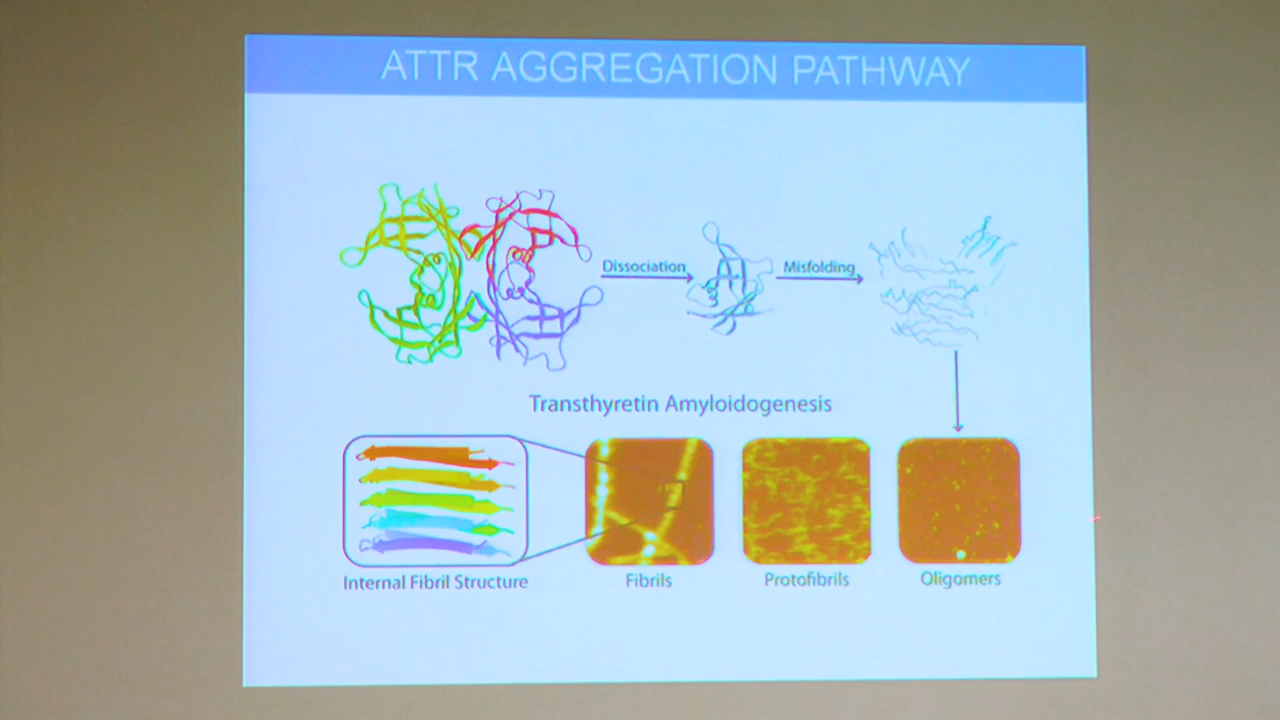 ATTR AGGREGATION PATHWAY
Dissociation
Misfolding
Transthyretin Amyloidogenesis
Internal Fibril Structure
Fibrils
Protofibrils
Oligomers